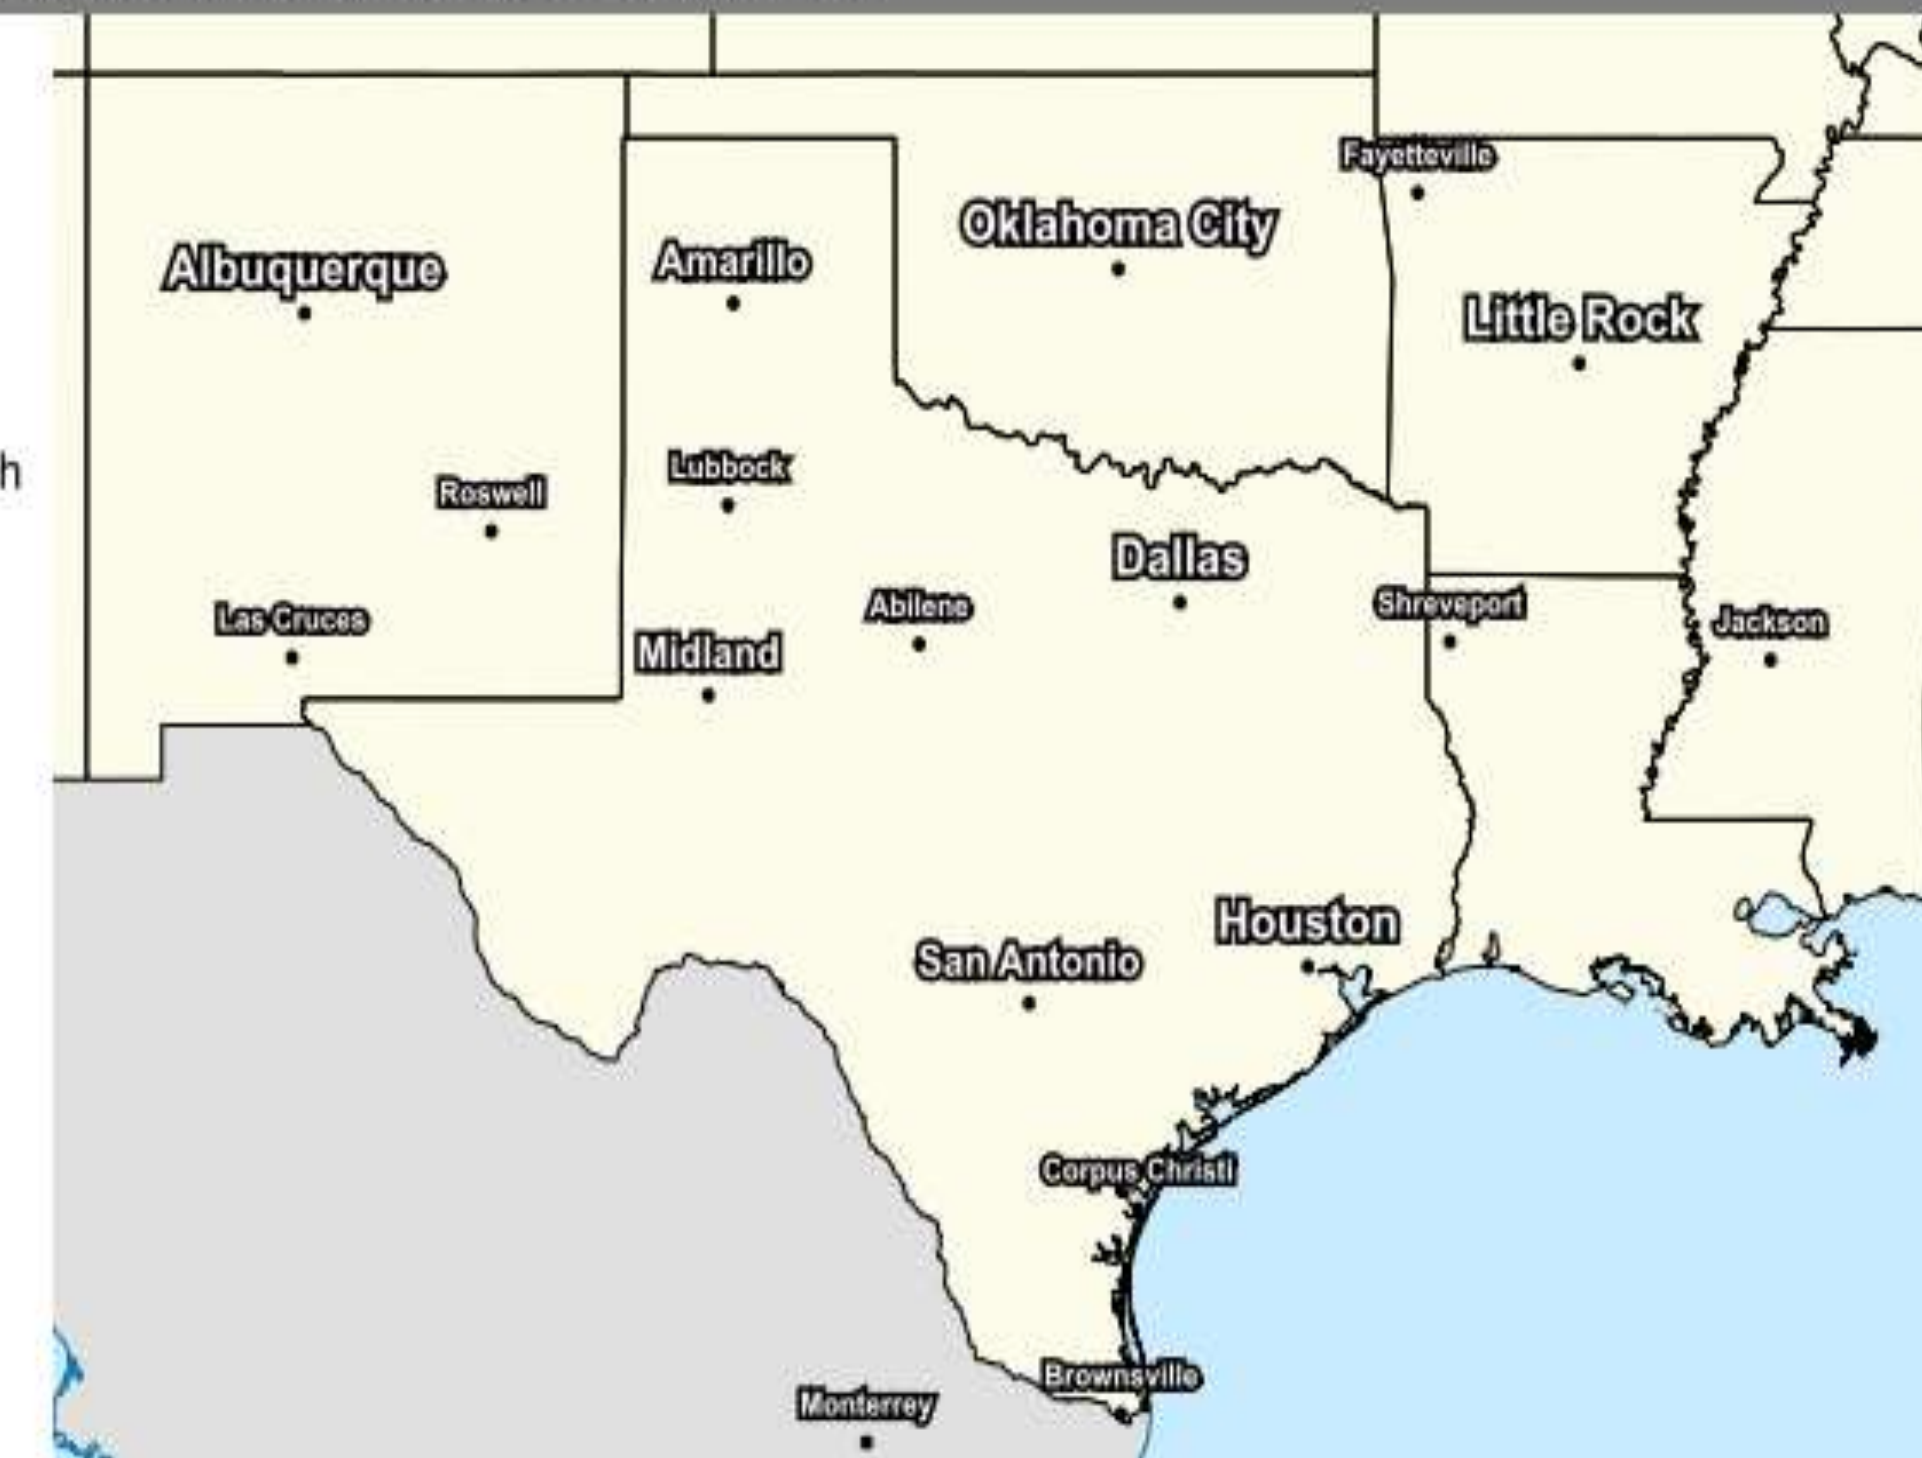 Fayetteville
Oklahoma City
Albuquerque
Amarillo
Little Rock
Lubbock
h
Roswell
Dallas
Abilene
Shreveport
Las Cruces
Jackson
Midland
Houston
San Antonio
Corpus Christi
Brownsville
Monterrey